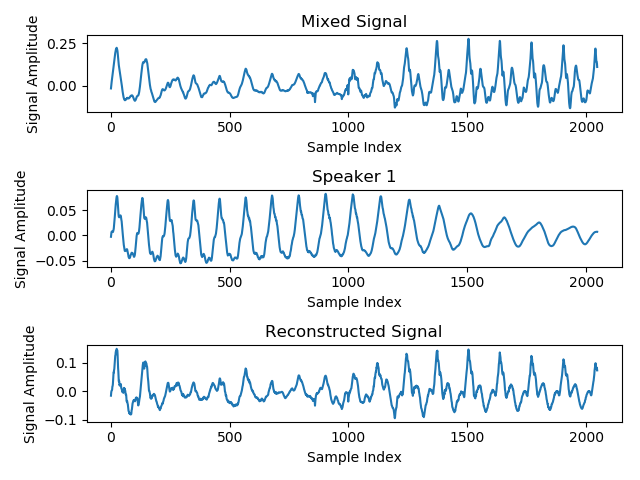 Mixed Signal
Signal Amplitude
0.25
0.00
0 500 1000 1500 2000
Sample Index
Speaker 1
Signal Amplitude
0.05
0.00
−0.05
0 500 1000 1500 2000
Sample Index
Reconstructed Signal
Signal Amplitude
0.1
0.0
−0.1
0 500 1000 1500 2000
Sample Index